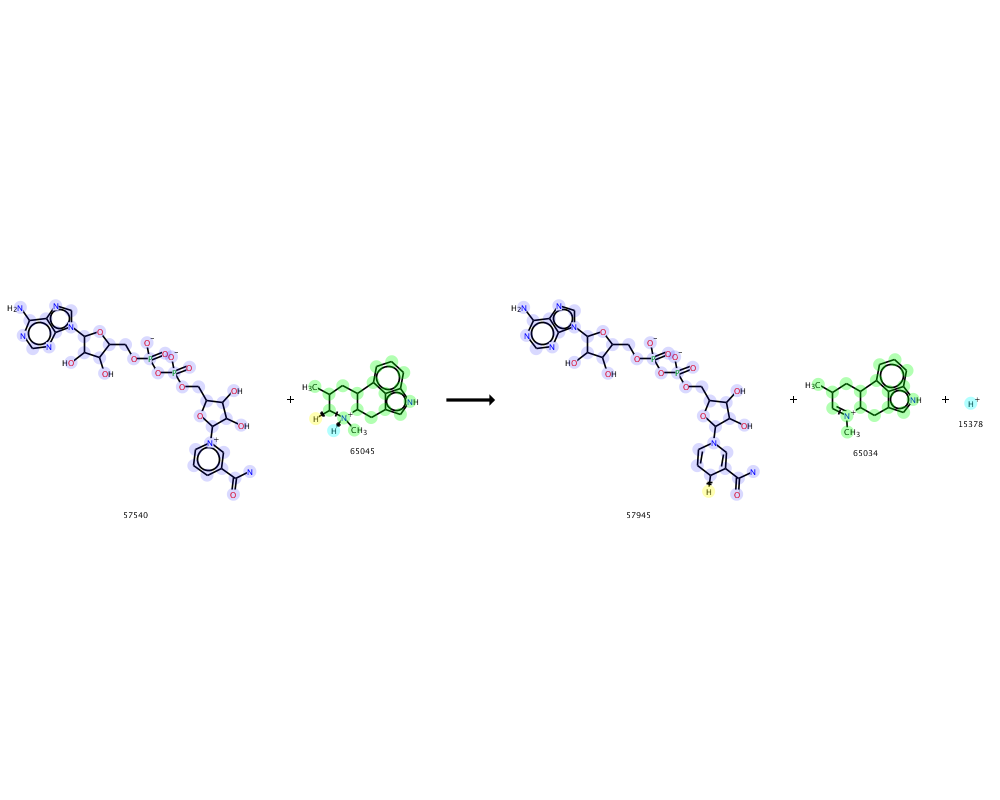 H2N N N N N N O HO OH O P O O- O O P O- O O O OH OH N+ N O
57540
+
H3C H H N+ CH3 NH
65045
H2N N N N N N O HO OH O P O O- O O P O- O O O OH OH N H N O
57945
+
H3C N+ CH3 NH
65034
+
H+
15378